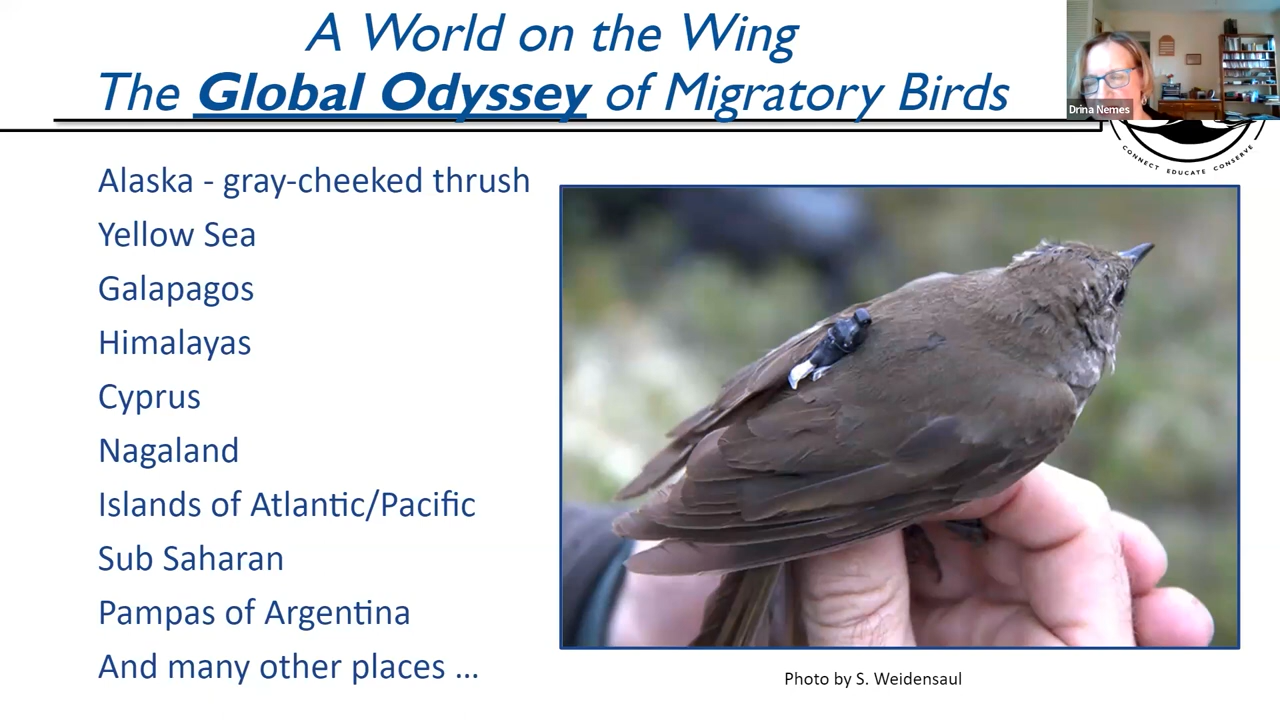 A World on the Wing
The Global Odyssey of Migratory Birds
Drina Nemes
CONNECT EDUCATE CONSERVE
Alaska - gray-cheeked thrush
Yellow Sea
Galapagos
Himalayas
Cyprus
Nagaland
Islands of Atlantic/Pacific
Sub Saharan
Pampas of Argentina
And many other places ...
Photo by S. Weidensaul